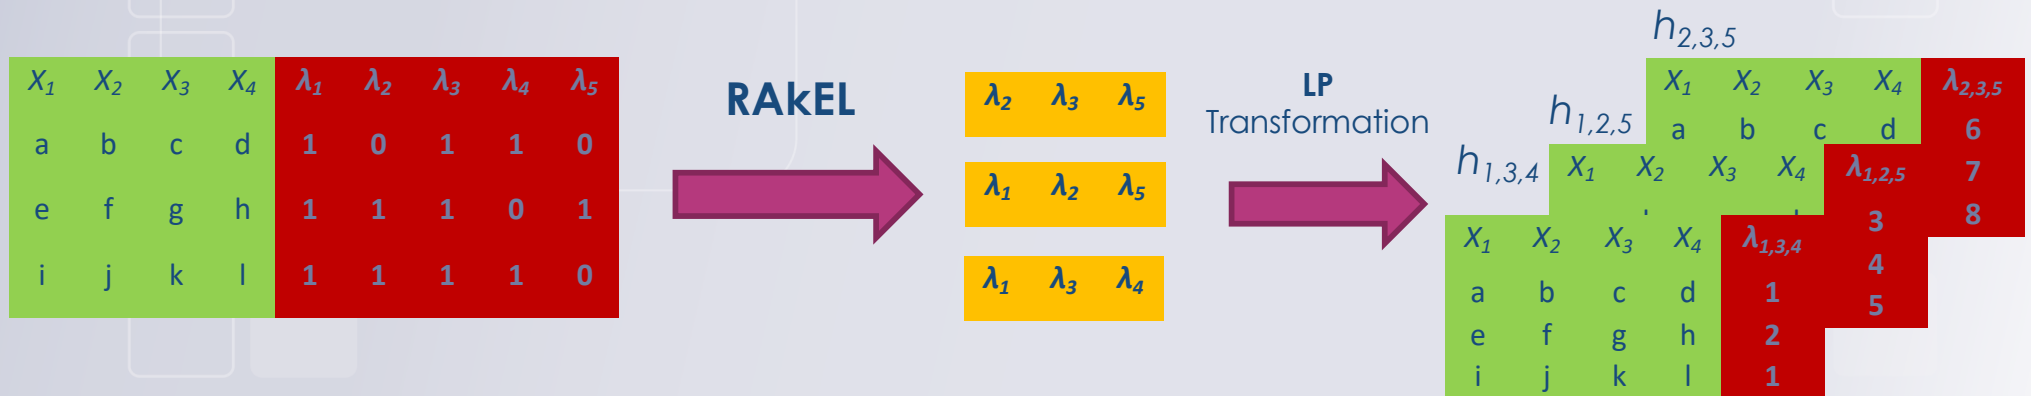 X1 X2 X3 X4 λ1 λ2 λ3 λ4 λ5
a b c d 1 0 1 1 0
e f g h 1 1 1 0 1
i j k l 1 1 1 1 0
RAkEL
λ2 λ3 λ5
λ1 λ2 λ5
λ1 λ3 λ4
LP
Transformation
h2,3,5
X1 X2 X3 X4 λ2,3,5
a b c d 6
7
8
h1,2,5
X1 X2 X3 X4 λ1,2,5
3
4
5
h1,3,4
X1 X2 X3 X4 λ1,3,4
a b c d 1
e f g h 2
i j k l 1